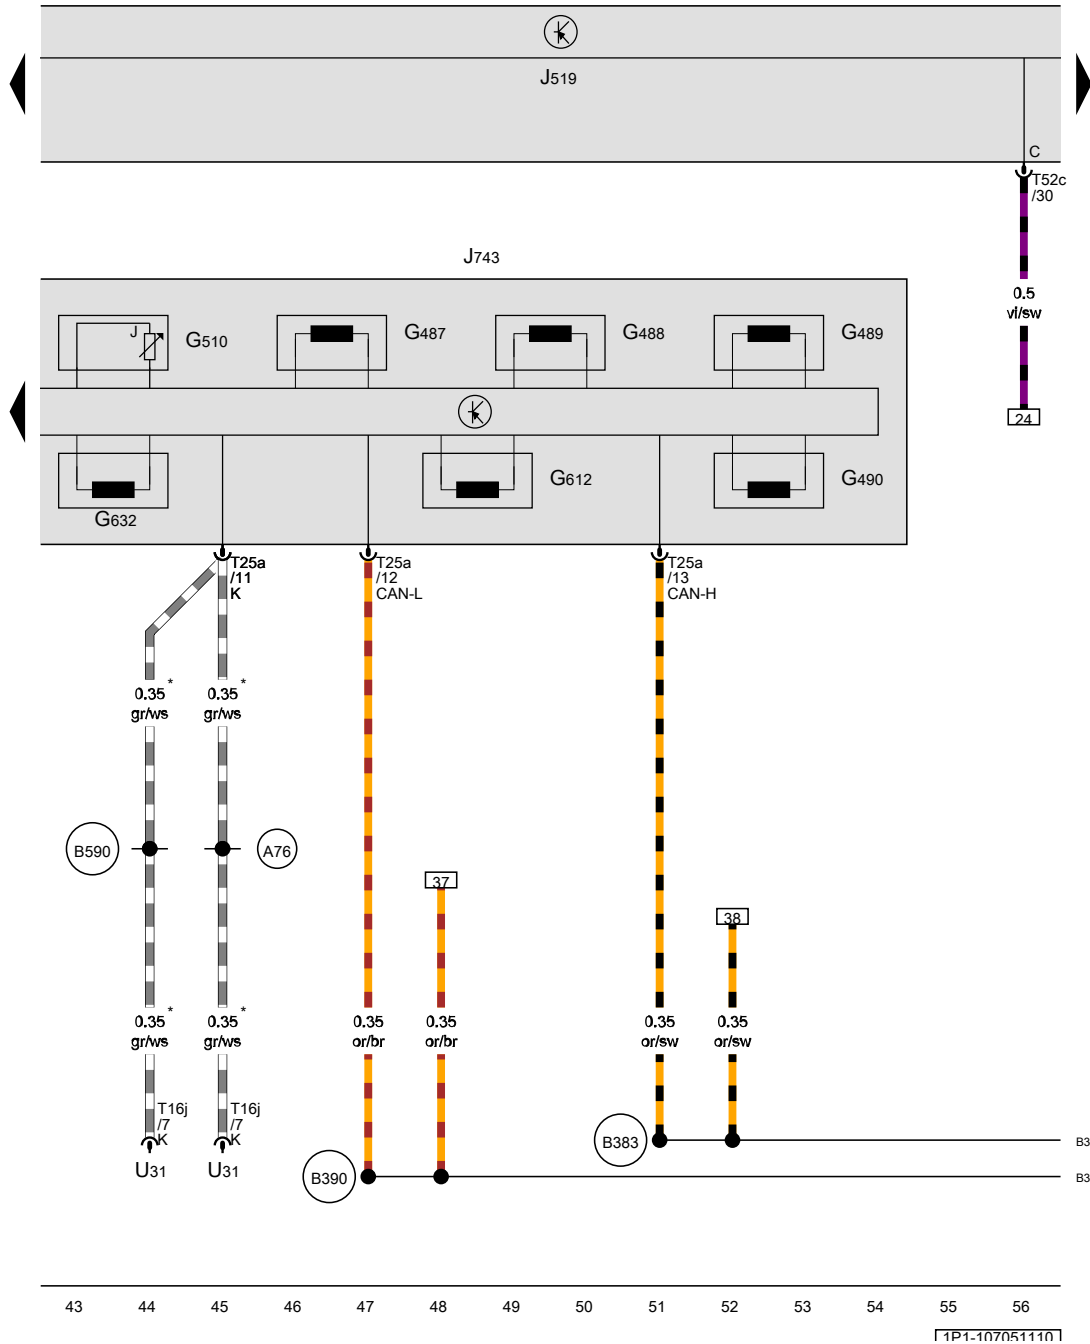 J519
C
T52c
/30
0.5
vi/sw
24
J743
J
G510
G487
G488
G489
G632
G612
G490
T25a
/11
K
T25a
/12
CAN-L
T25a
/13
CAN-H
0.35 *
gr/ws
0.35 *
gr/ws
B590
A76
37
38
0.35 *
gr/ws
0.35 *
gr/ws
0.35
or/br
0.35
or/br
0.35
or/sw
0.35
or/sw
T16j
/7
K
U31
T16j
/7
K
U31
B383
B3
B390
B3
43 44 45 46 47 48 49 50 51 52 53 54 55 56
1P1-107051110